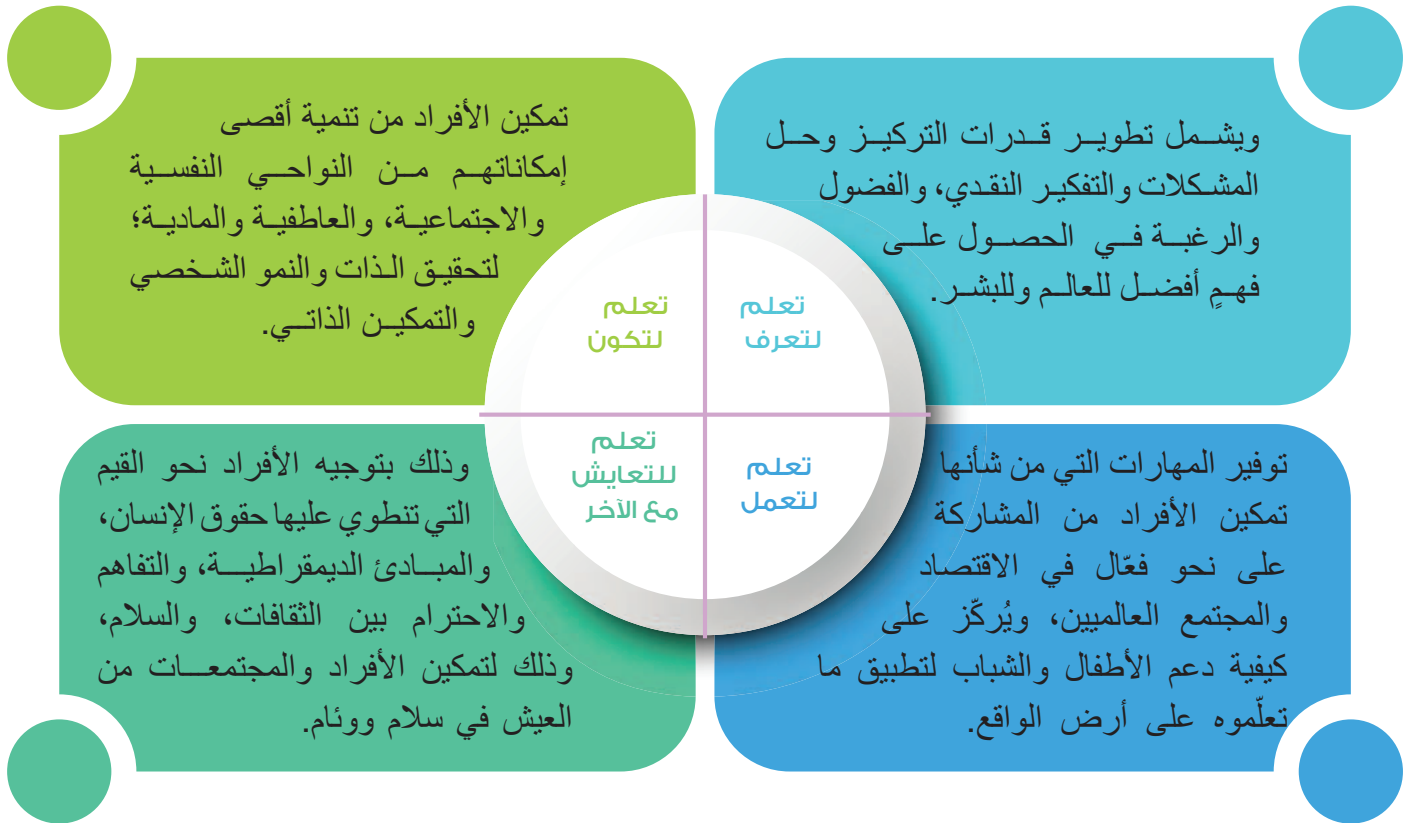 ويشمل تطوير قدرات التركيز وحل
المشكلات والتفكير النقدي، والفضول
والرغبة في الحصول على
فهمٍ أفضل للعالم وللبشر.
تعلم
لتعرف
تمكين الأفراد من تنمية أقصى
إمكاناتهم من النواحي النفسية
والاجتماعية، والعاطفية والمادية؛
لتحقيق الذات والنمو الشخصي
والتمكين الذاتي.
تعلم
لتكون
توفير المهارات التي من شأنها
تمكين الأفراد من المشاركة
على نحو فعّال في الاقتصاد
والمجتمع العالميين، ويُركّز على
كيفية دعم الأطفال والشباب لتطبيق ما
تعلّموه على أرض الواقع.
تعلم
لتعمل
وذلك بتوجيه الأفراد نحو القيم
التي تنطوي عليها حقوق الإنسان،
والمبادئ الديمقراطية، والتفاهم
والاحترام بين الثقافات، والسلام،
وذلك لتمكين الأفراد والمجتمعات من
العيش في سلام ووئام.
تعلم
للتعايش
مع الآخر